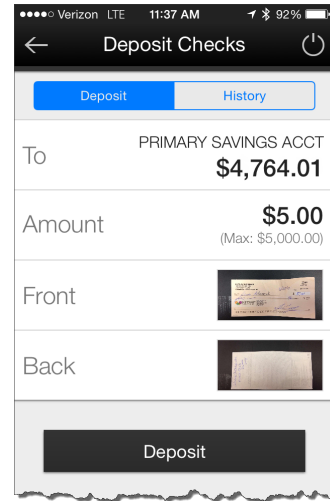 Verizon LTE 11:37 AM 92%
Deposit Checks
Deposit History
To PRIMARY SAVINGS ACCT
$4,764.01
Amount $5.00
(Max: $5,000.00)
Front
Back
Deposit